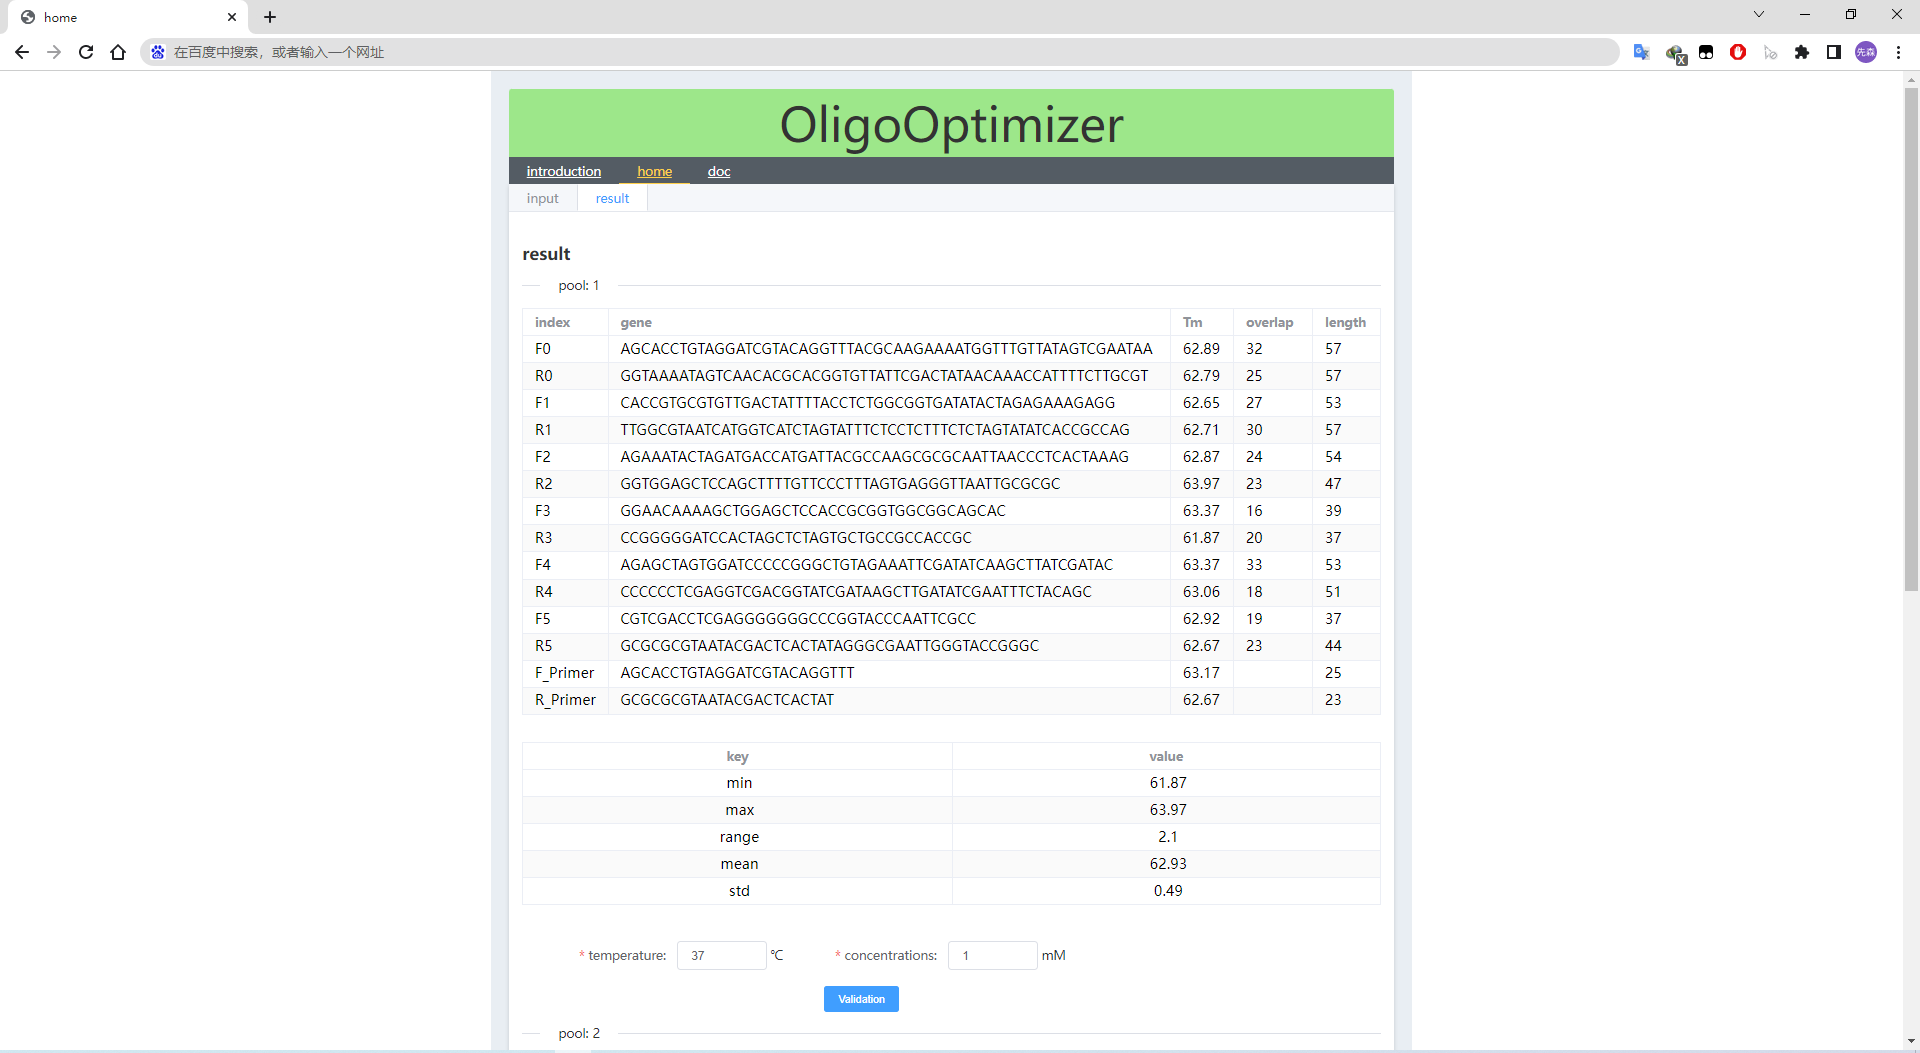 home
在百度中搜索，或者输入一个网址
先森
OligoOptimizer
introduction home doc
input result
result
pool: 1
index gene Tm overlap length
F0 AGCACCTGTAGGATCGTACAGGTTTACGCAAGAAAATGGTTTGTTATAGTCGAATAA 62.89 32 57
R0 GGTAAAATAGTCAACACGCACGGTGTTATTCGACTATAACAAACCATTTTCTTGCGT 62.79 25 57
F1 CACCGTGCGTGTTGACTATTTTACCTCTGGCGGTGATATACTAGAGAAAGAGG 62.65 27 53
R1 TTGGCGTAATCATGGTCATCTAGTATTTCTCCTCTTTCTCTAGTATATCACCGCCAG 62.71 30 57
F2 AGAAATACTAGATGACCATGATTACGCCAAGCGCGCAATTAACCCTCACTAAAG 62.87 24 54
R2 GGTGGAGCTCCAGCTTTTGTTCCCTTTAGTGAGGGTTAATTGCGCGC 63.97 23 47
F3 GGAACAAAAGCTGGAGCTCCACCGCGGTGGCGGCAGCAC 63.37 16 39
R3 CCGGGGGATCCACTAGCTCTAGTGCTGCCGCCACCGC 61.87 20 37
F4 AGAGCTAGTGGATCCCCCGGGCTGTAGAAATTCGATATCAAGCTTATCGATAC 63.37 33 53
R4 CCCCCCTCGAGGTCGACGGTATCGATAAGCTTGATATCGAATTTCTACAGC 63.06 18 51
F5 CGTCGACCTCGAGGGGGGGCCCGGTACCCAATTCGCC 62.92 19 37
R5 GCGCGCGTAATACGACTCACTATAGGGCGAATTGGGTACCGGGC 62.67 23 44
F_Primer AGCACCTGTAGGATCGTACAGGTTT 63.17 25
R_Primer GCGCGCGTAATACGACTCACTAT 62.67 23
key value
min 61.87
max 63.97
range 2.1
mean 62.93
std 0.49
* temperature: 37 ℃ * concentrations: 1 mM
Validation
pool: 2